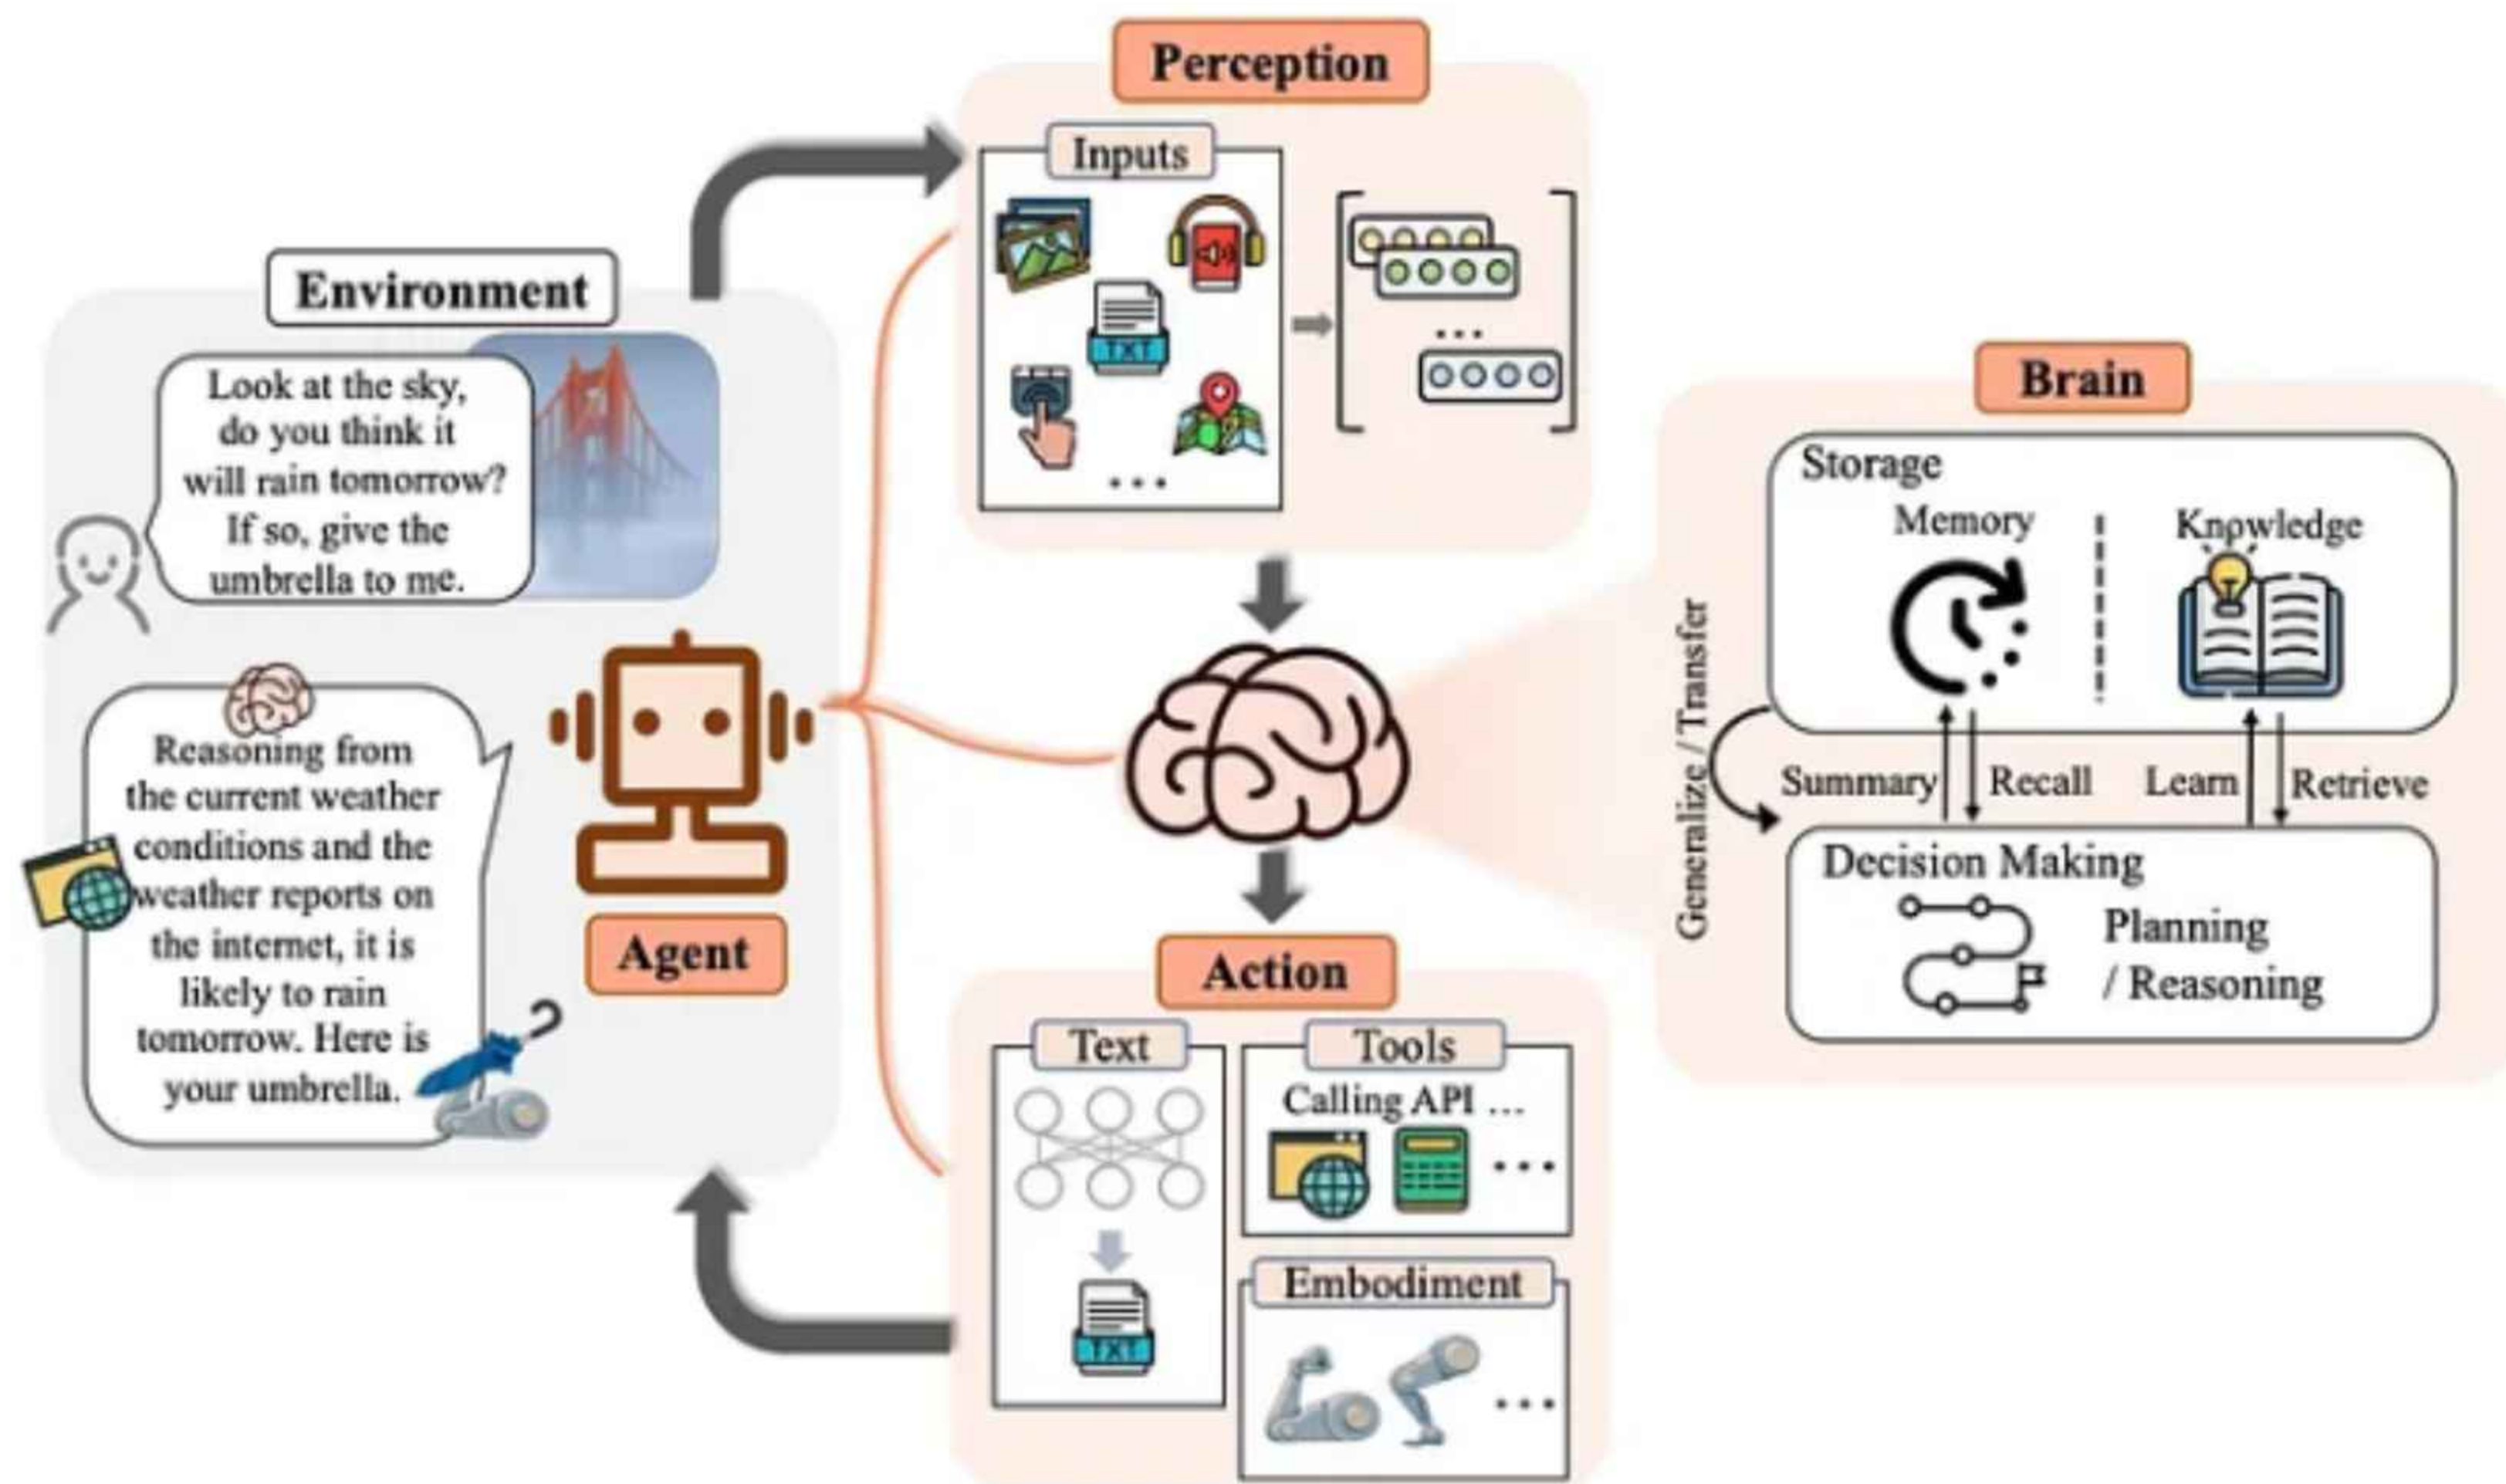 Perception
Inputs
TXT
Environment
Look at the sky,
do you think it
will rain tomorrow?
If so, give the
umbrella to me.
Reasoning from
the current weather
conditions and the
weather reports on
the internet, it is
likely to rain
tomorrow. Here is
your umbrella.
Agent
Brain
Storage
Memory
Knowledge
Generalize / Transfer
Summary
Recall
Learn
Retrieve
Decision Making
Planning
/ Reasoning
Action
Text
TXT
Tools
Calling API ...
Embodiment